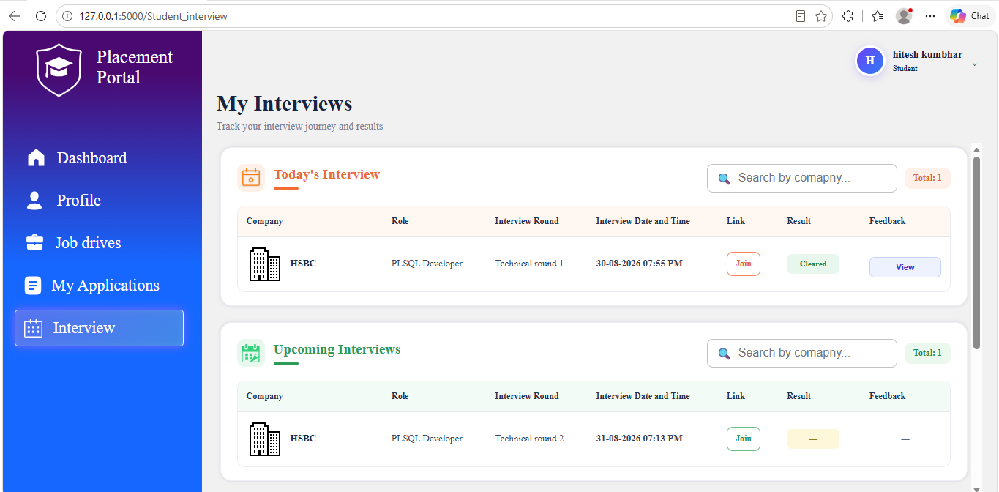 127.0.0.1:5000/Student_interview
Chat
Placement
Portal
H
hitesh kumbhar
Student
Dashboard
Profile
Job drives
My Applications
Interview
My Interviews
Track your interview journey and results
Today's Interview
Search by comapny...
Total: 1
Company Role Interview Round Interview Date and Time Link Result Feedback
HSBC PLSQL Developer Technical round 1 30-08-2026 07:55 PM Join Cleared View
Upcoming Interviews
Search by comapny...
Total: 1
Company Role Interview Round Interview Date and Time Link Result Feedback
HSBC PLSQL Developer Technical round 2 31-08-2026 07:13 PM Join — —